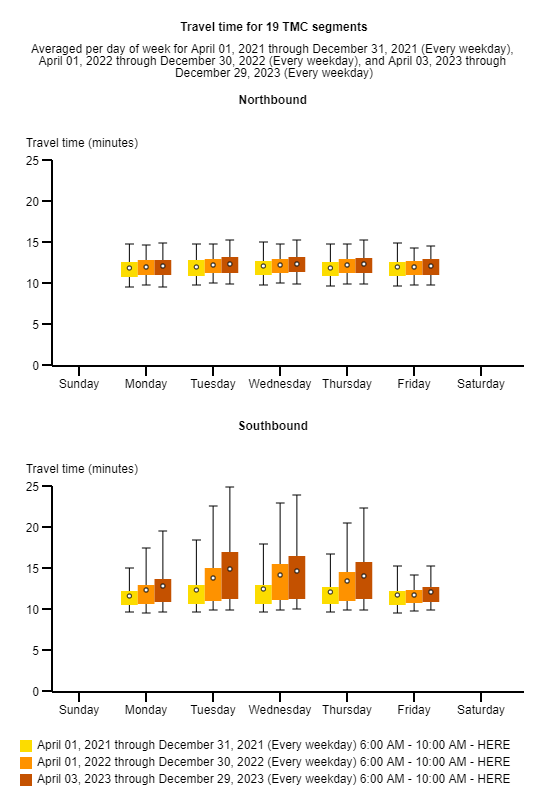 Travel time for 19 TMC segments
Averaged per day of week for April 01, 2021 through December 31, 2021 (Every weekday),
April 01, 2022 through December 30, 2022 (Every weekday), and April 03, 2023 through
December 29, 2023 (Every weekday)
Northbound
Travel time (minutes)
25
20
15
10
5
0
Sunday Monday Tuesday Wednesday Thursday Friday Saturday
Southbound
Travel time (minutes)
25
20
15
10
5
0
Sunday Monday Tuesday Wednesday Thursday Friday Saturday
April 01, 2021 through December 31, 2021 (Every weekday) 6:00 AM - 10:00 AM - HERE
April 01, 2022 through December 30, 2022 (Every weekday) 6:00 AM - 10:00 AM - HERE
April 03, 2023 through December 29, 2023 (Every weekday) 6:00 AM - 10:00 AM - HERE